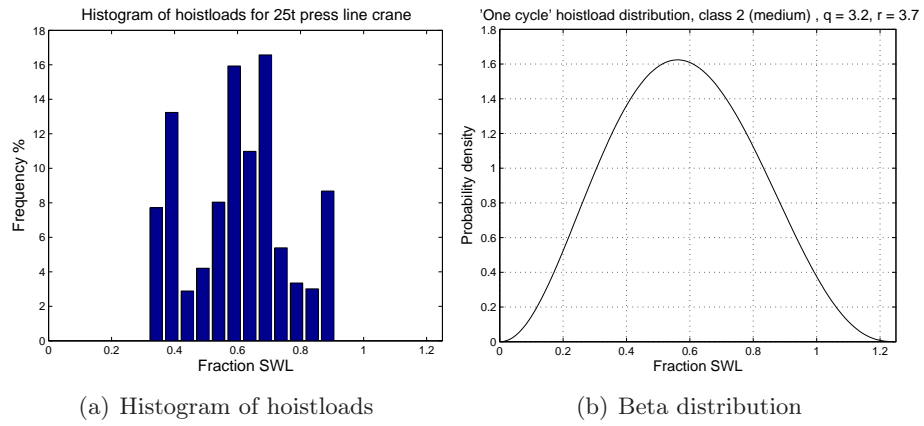 Histogram of hoistloads for 25t press line crane
18
16
14
12
10
8
6
4
2
0
Frequency %
0 0.2 0.4 0.6 0.8 1 1.2
Fraction SWL
(a) Histogram of hoistloads
'One cycle' hoistload distribution, class 2 (medium) , q = 3.2, r = 3.7
1.8
1.6
1.4
1.2
1
0.8
0.6
0.4
0.2
0
Probability density
0 0.2 0.4 0.6 0.8 1 1.2
Fraction SWL
(b) Beta distribution